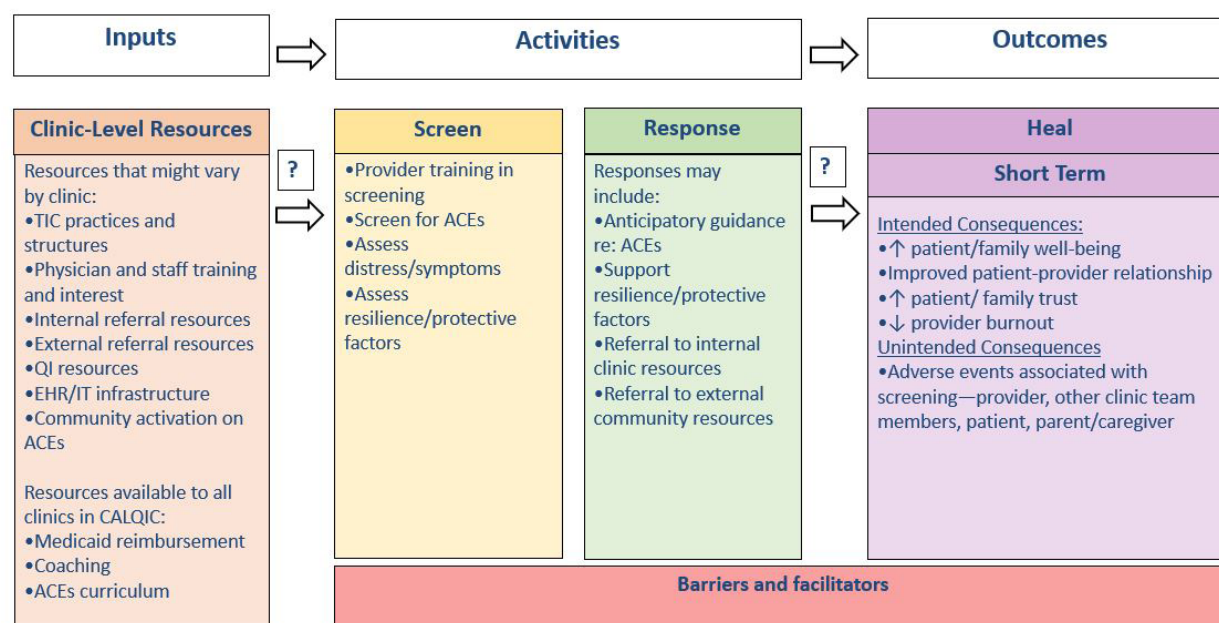 Inputs
Activities
Outcomes
Clinic-Level Resources
Resources that might vary
by clinic:
•TIC practices and
structures
•Physician and staff training
and interest
•Internal referral resources
•External referral resources
•QI resources
•EHR/IT infrastructure
•Community activation on
ACEs
Resources available to all
clinics in CALQIC:
•Medicaid reimbursement
•Coaching
•ACEs curriculum
?
Screen
•Provider training in
screening
•Screen for ACEs
•Assess
distress/symptoms
•Assess
resilience/protective
factors
Response
Responses may
include:
•Anticipatory guidance
re: ACEs
•Support
resilience/protective
factors
•Referral to internal
clinic resources
•Referral to external
community resources
?
Heal
Short Term
Intended Consequences:
•↑ patient/family well-being
•Improved patient-provider relationship
•↑ patient/ family trust
•↓ provider burnout
Unintended Consequences
•Adverse events associated with
screening—provider, other clinic team
members, patient, parent/caregiver
Barriers and facilitators